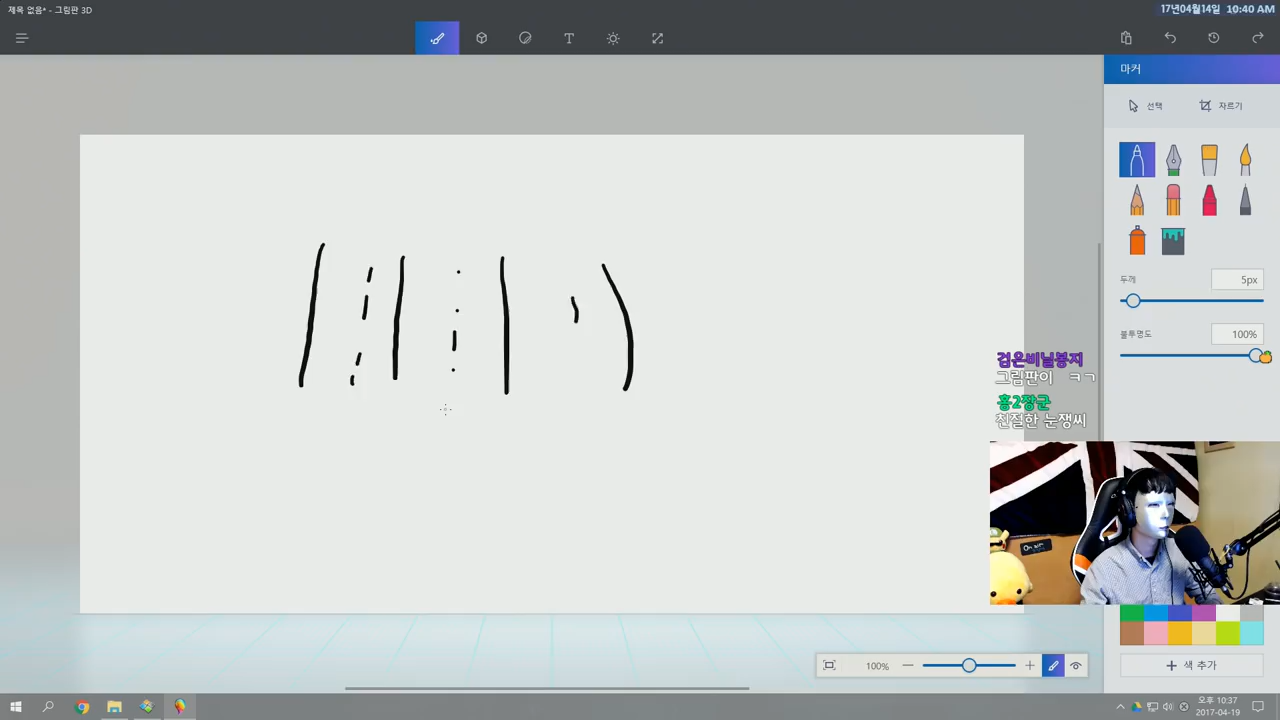 제목 없음* - 그림판 3D
17년04월14일 10:40 AM
마커
선택
자르기
두께
5px
불투명도
100%
검은비닐봉지
그림판이 ㅋㄱ
홍2장군
친절한 눈쟁씨
On air
100%
+ 색 추가
오후 10:37
2017-04-19